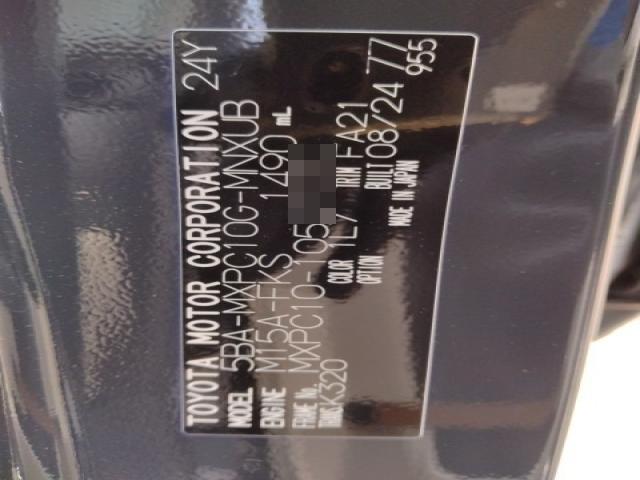 TOYOTA MOTOR CORPORATION 24Y
MODEL 5BA-MXPC10G-MNXUB
ENGINE M15A-FKS 1490 mL
FRAME No. MXPC10-105
COLOR 1L7 TRIM FA21 77
TRANS K320 OPTION BUILT 08/24 955
MADE IN JAPAN